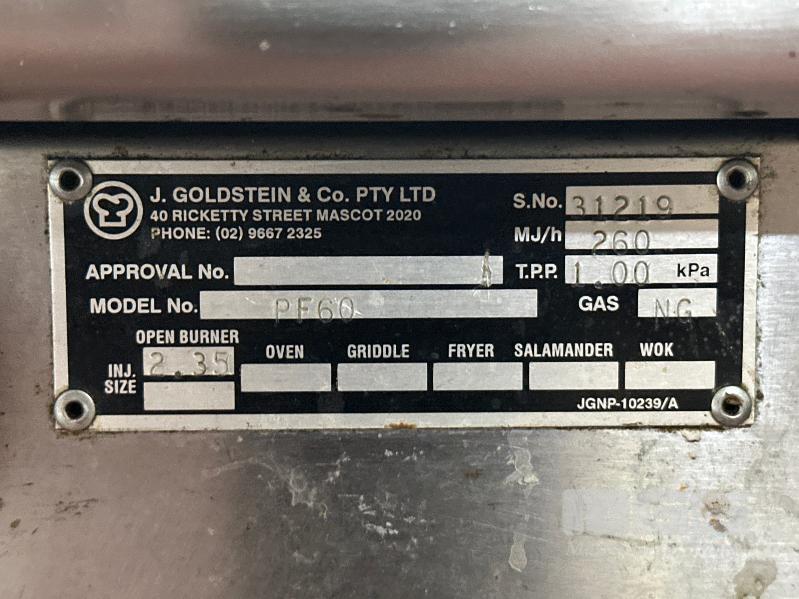 J. GOLDSTEIN & Co. PTY LTD
40 RICKETTY STREET MASCOT 2020
PHONE: (02) 9667 2325
S.No. 31219
MJ/h 260
APPROVAL No.
T.P.P. 1.00 kPa
MODEL No. PF60
GAS NG
OPEN BURNER
INJ. SIZE 2.35
OVEN
GRIDDLE
FRYER
SALAMANDER
WOK
JGNP-10239/A